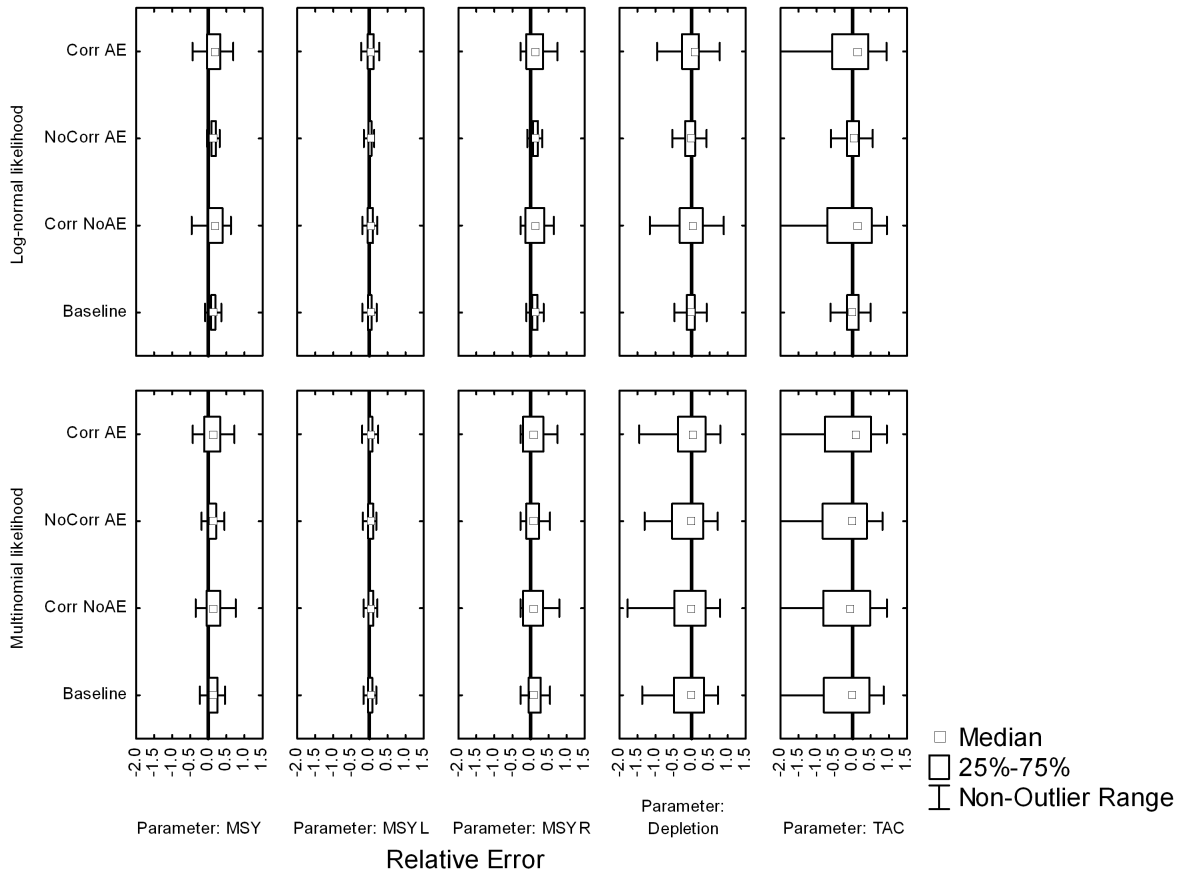 Log-normal likelihood
Corr AE
NoCorr AE
Corr NoAE
Baseline
Multinomial likelihood
Corr AE
NoCorr AE
Corr NoAE
Baseline
-2.0 -1.5 -1.0 -0.5 0.0 0.5 1.0 1.5
-2.0 -1.5 -1.0 -0.5 0.0 0.5 1.0 1.5
-2.0 -1.5 -1.0 -0.5 0.0 0.5 1.0 1.5
-2.0 -1.5 -1.0 -0.5 0.0 0.5 1.0 1.5
-2.0 -1.5 -1.0 -0.5 0.0 0.5 1.0 1.5
Parameter: MSY
Parameter: MSYL
Parameter: MSYR
Parameter:
Depletion
Parameter: TAC
Relative Error
Median
25%-75%
Non-Outlier Range